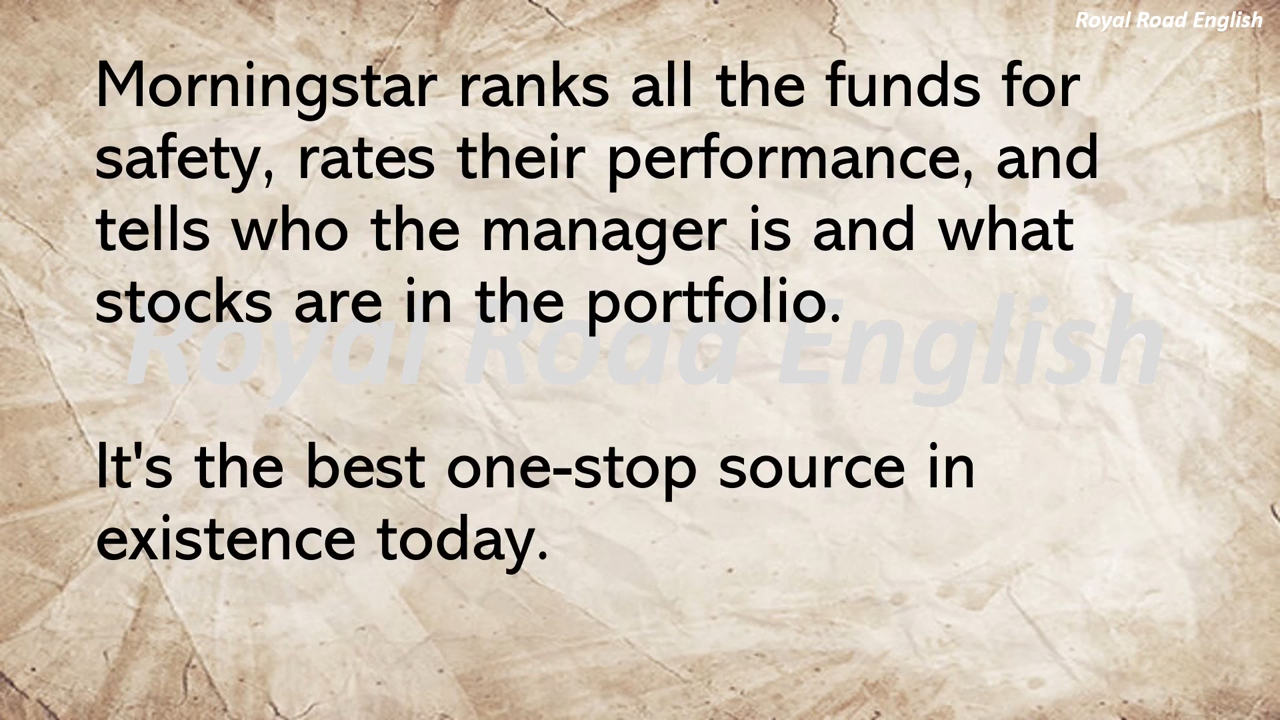 Royal Road English
Morningstar ranks all the funds for
safety, rates their performance, and
tells who the manager is and what
stocks are in the portfolio.
Royal Road English
It's the best one-stop source in
existence today.